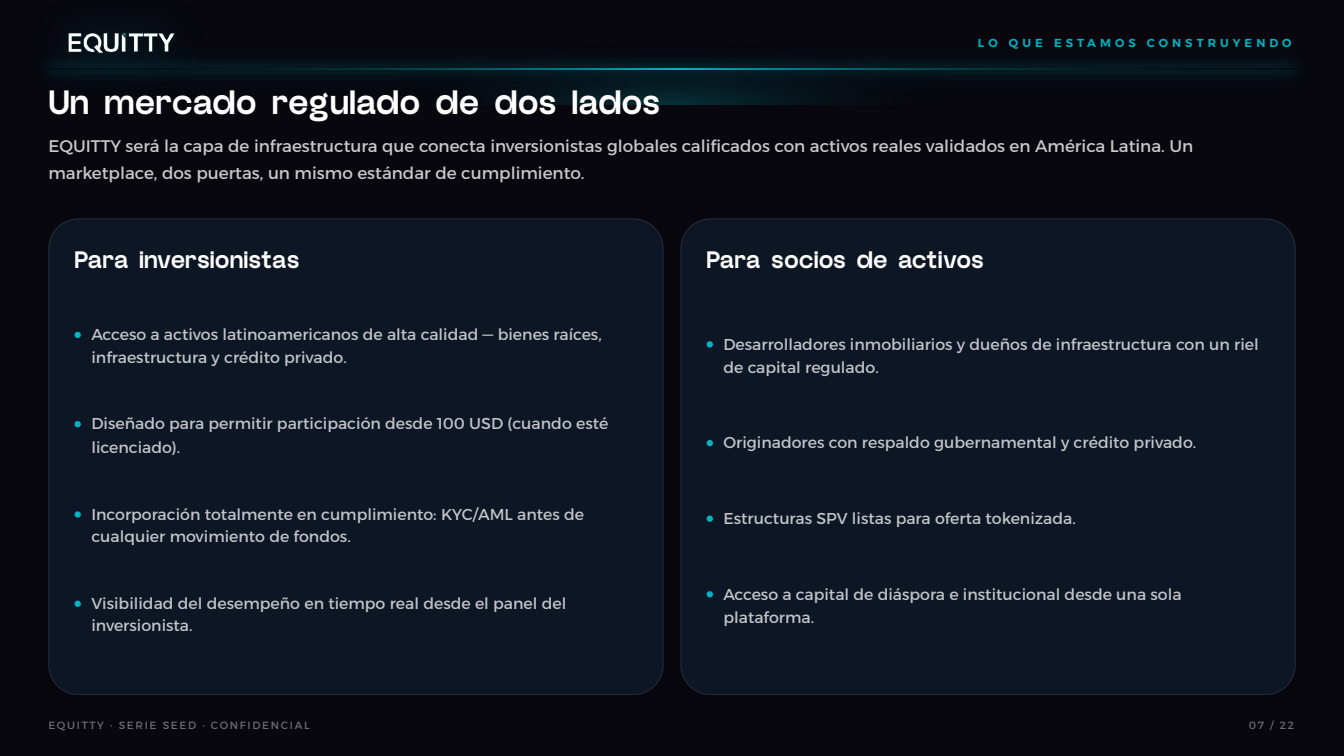 EQUITTY
LO QUE ESTAMOS CONSTRUYENDO
Un mercado regulado de dos lados
EQUITTY será la capa de infraestructura que conecta inversionistas globales calificados con activos reales validados en América Latina. Un
marketplace, dos puertas, un mismo estándar de cumplimiento.
Para inversionistas
• Acceso a activos latinoamericanos de alta calidad — bienes raíces,
infraestructura y crédito privado.
• Diseñado para permitir participación desde 100 USD (cuando esté
licenciado).
• Incorporación totalmente en cumplimiento: KYC/AML antes de
cualquier movimiento de fondos.
• Visibilidad del desempeño en tiempo real desde el panel del
inversionista.
Para socios de activos
• Desarrolladores inmobiliarios y dueños de infraestructura con un riel
de capital regulado.
• Originadores con respaldo gubernamental y crédito privado.
• Estructuras SPV listas para oferta tokenizada.
• Acceso a capital de diáspora e institucional desde una sola
plataforma.
EQUITTY · SERIE SEED · CONFIDENCIAL
07 / 22